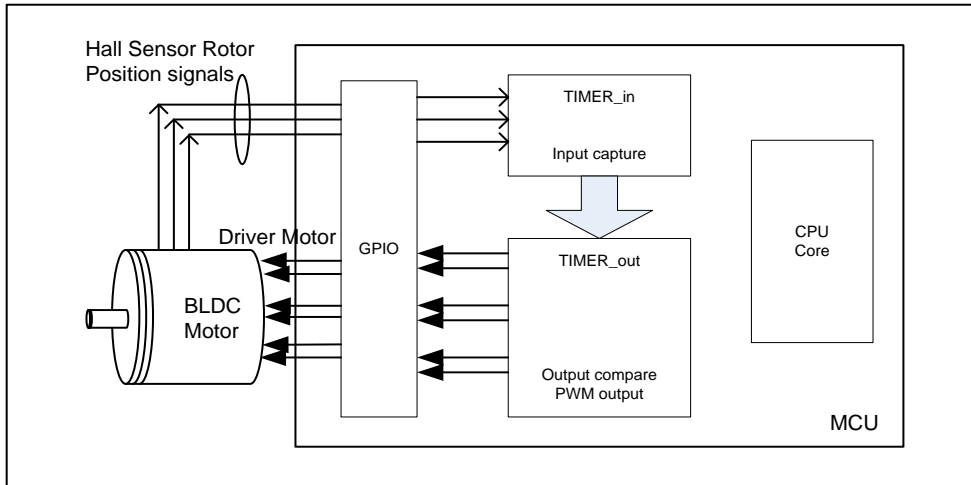 Hall Sensor Rotor
Position signals
TIMER_in
Input capture
CPU
Core
Driver Motor
GPIO
TIMER_out
BLDC
Motor
Output compare
PWM output
MCU